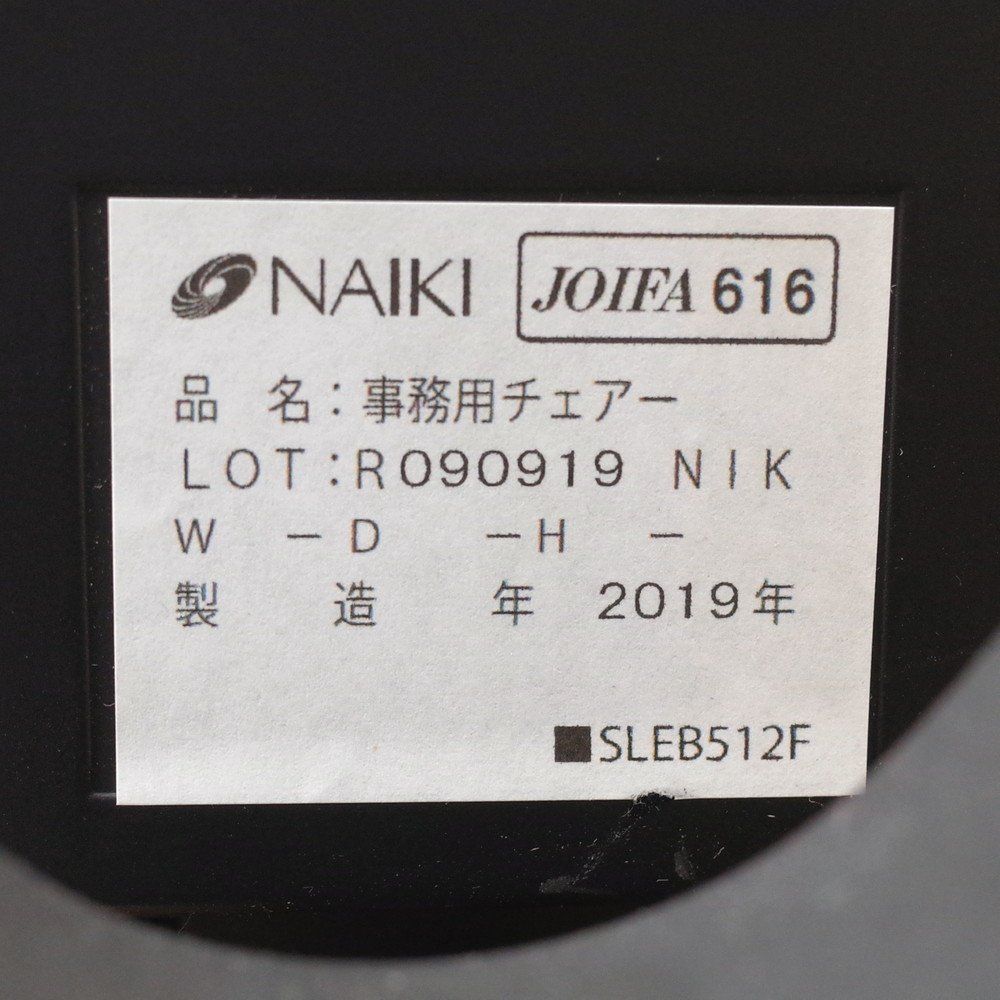 NAIKI JOIFA 616
品 名：事務用チェアー
LOT：R090919 NIK
W －D －H －
製 造 年 2019年
■SLEB512F